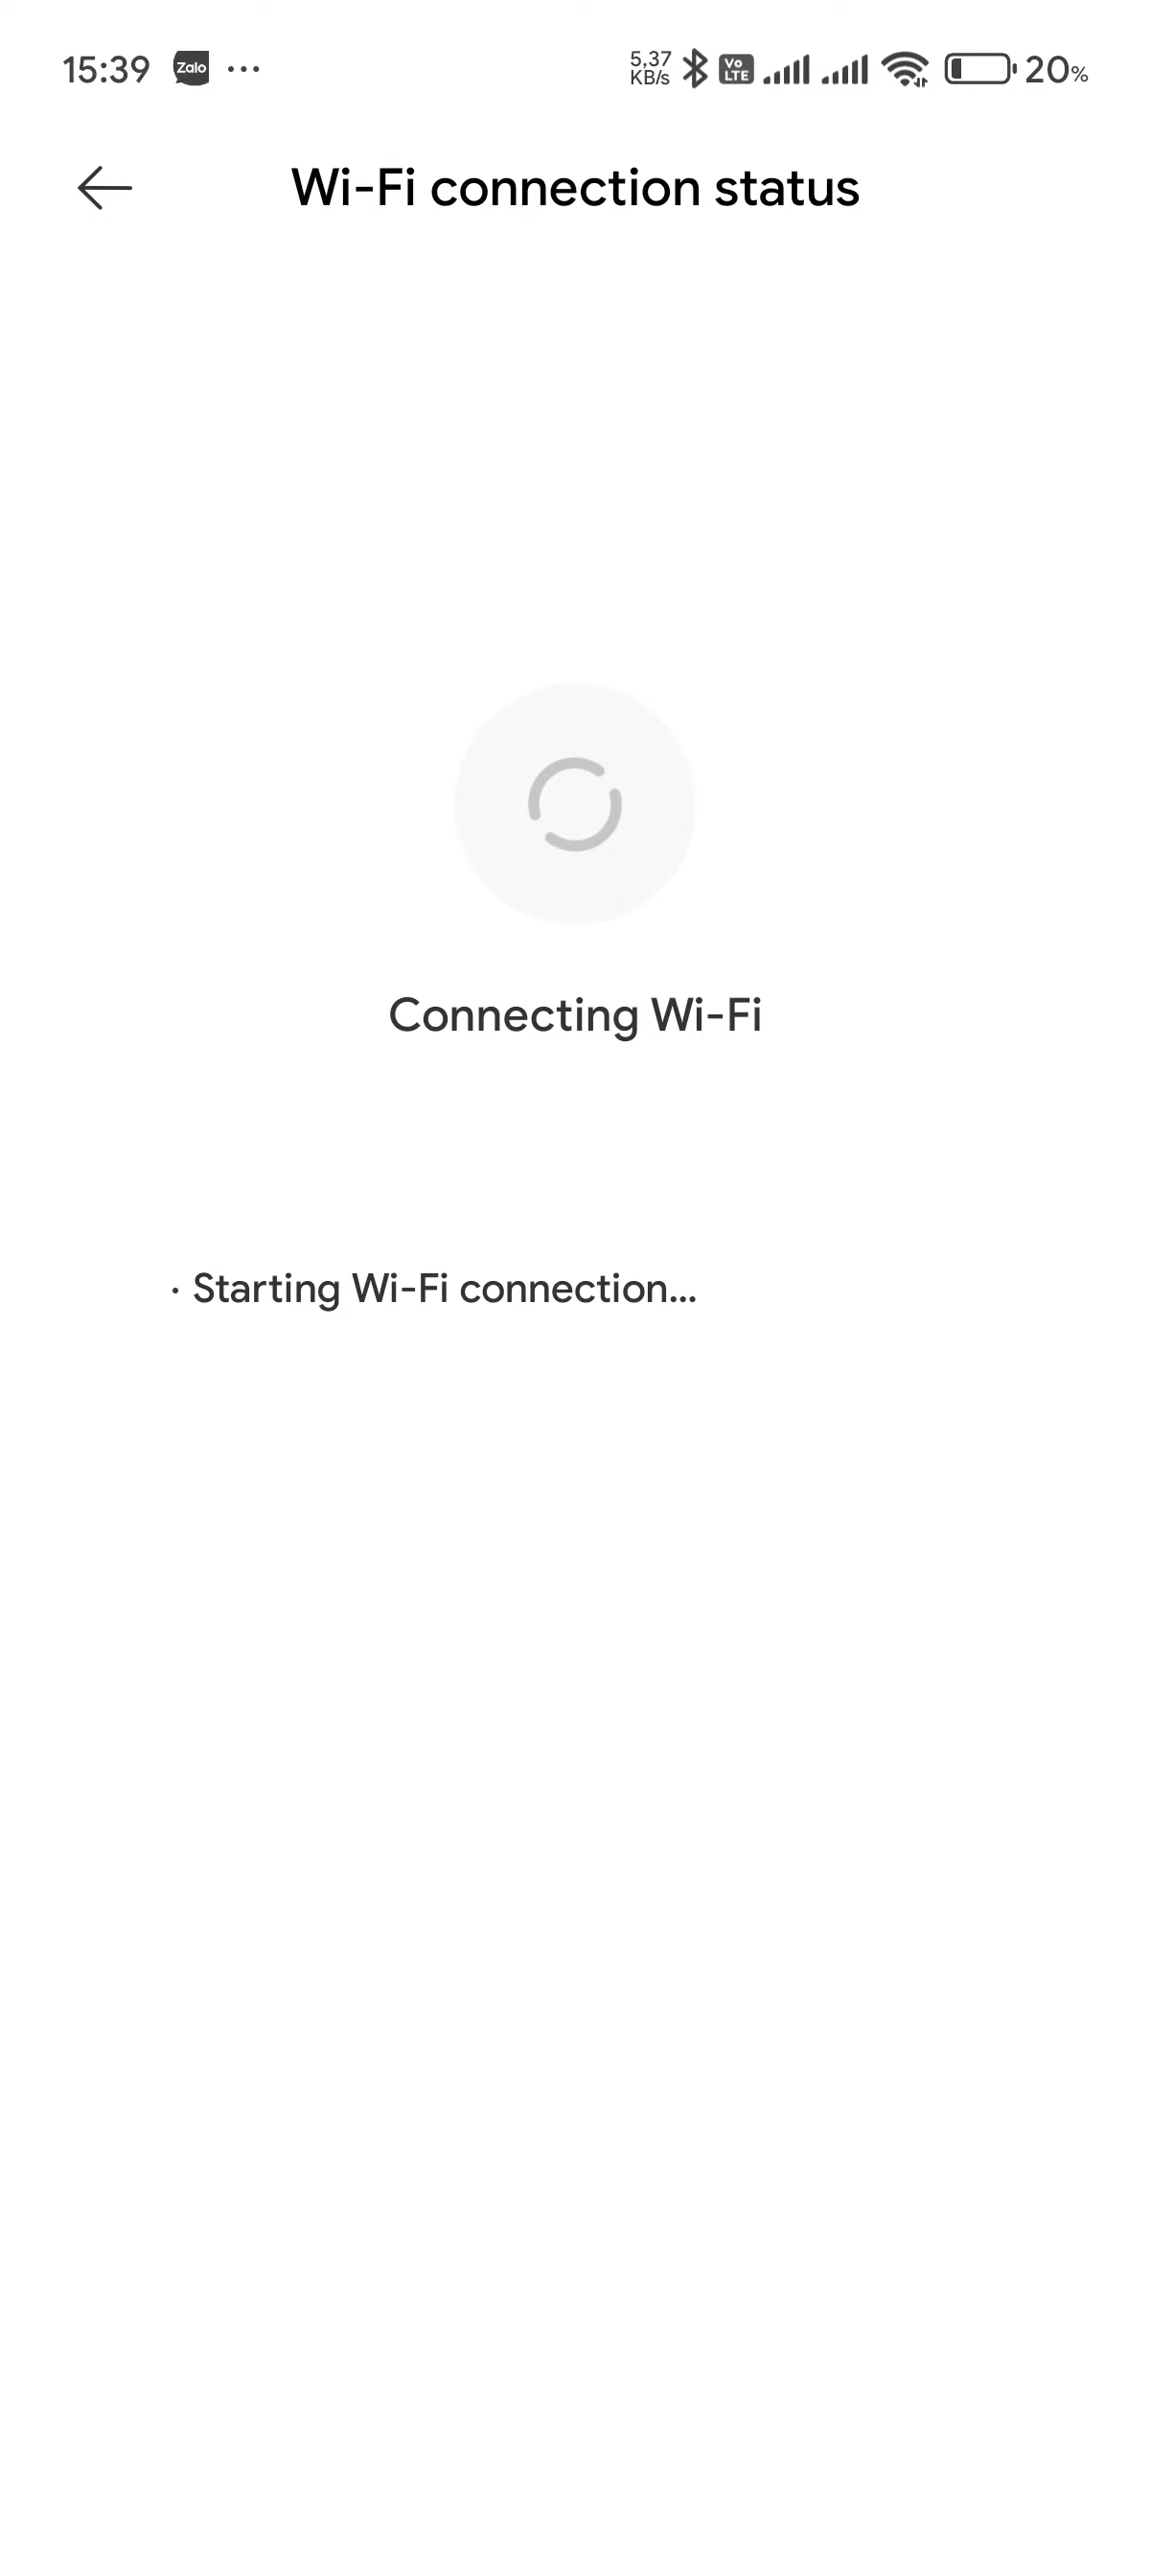 15:39 Zalo ... 5,37 KB/s Vo LTE 20%
Wi-Fi connection status
Connecting Wi-Fi
· Starting Wi-Fi connection...